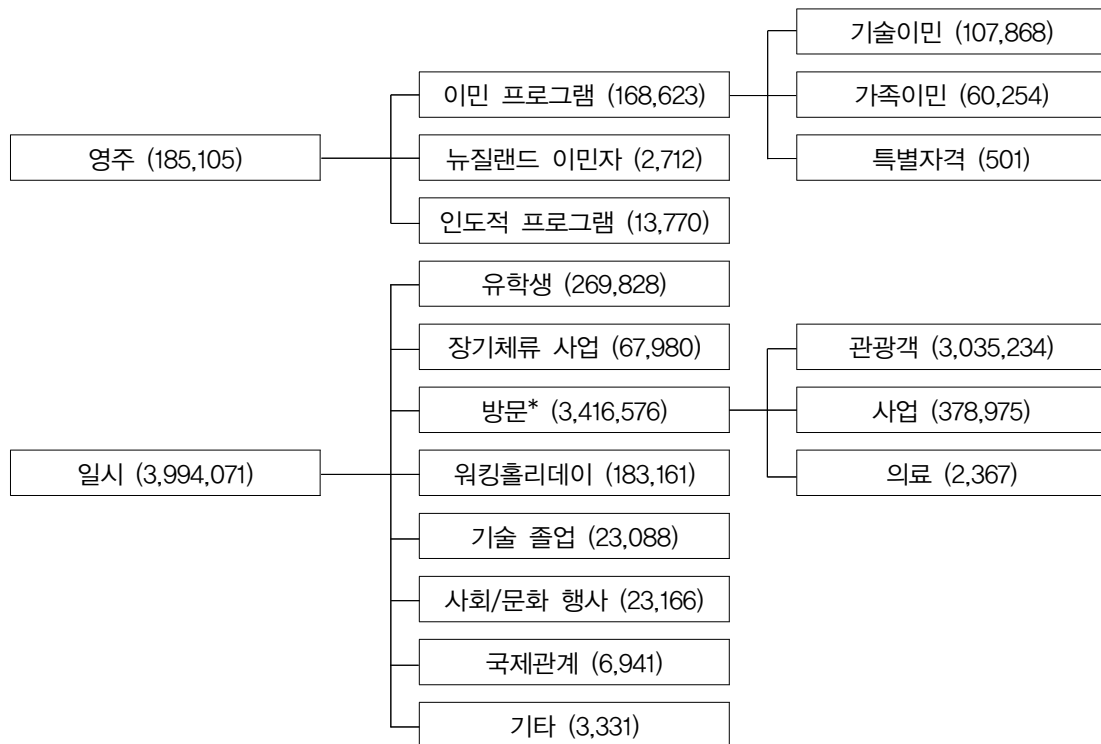 기술이민 (107,868)
이민 프로그램 (168,623)
가족이민 (60,254)
영주 (185,105)
뉴질랜드 이민자 (2,712)
특별자격 (501)
인도적 프로그램 (13,770)
유학생 (269,828)
장기체류 사업 (67,980)
관광객 (3,035,234)
방문* (3,416,576)
사업 (378,975)
일시 (3,994,071)
워킹홀리데이 (183,161)
의료 (2,367)
기술 졸업 (23,088)
사회/문화 행사 (23,166)
국제관계 (6,941)
기타 (3,331)